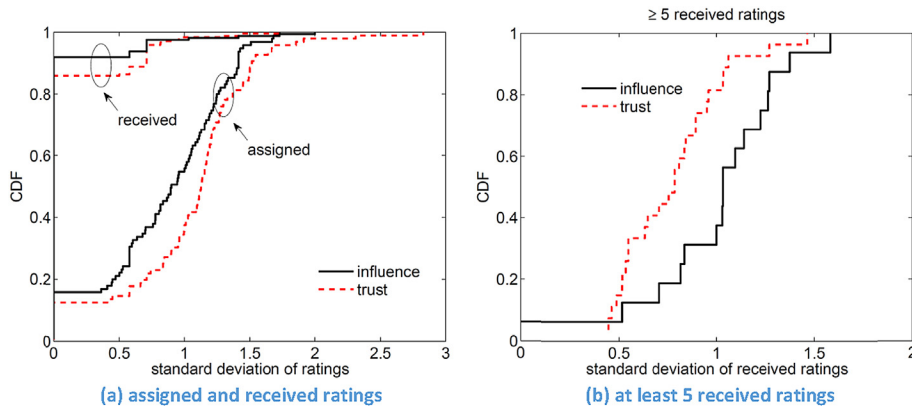 ≥ 5 received ratings
1
0.8
0.6
0.4
0.2
0
CDF
received
assigned
influence
trust
0
0.5
1
1.5
2
2.5
3
standard deviation of ratings
(a) assigned and received ratings
1
0.8
0.6
0.4
0.2
0
CDF
influence
trust
0
0.5
1
1.5
2
standard deviation of received ratings
(b) at least 5 received ratings